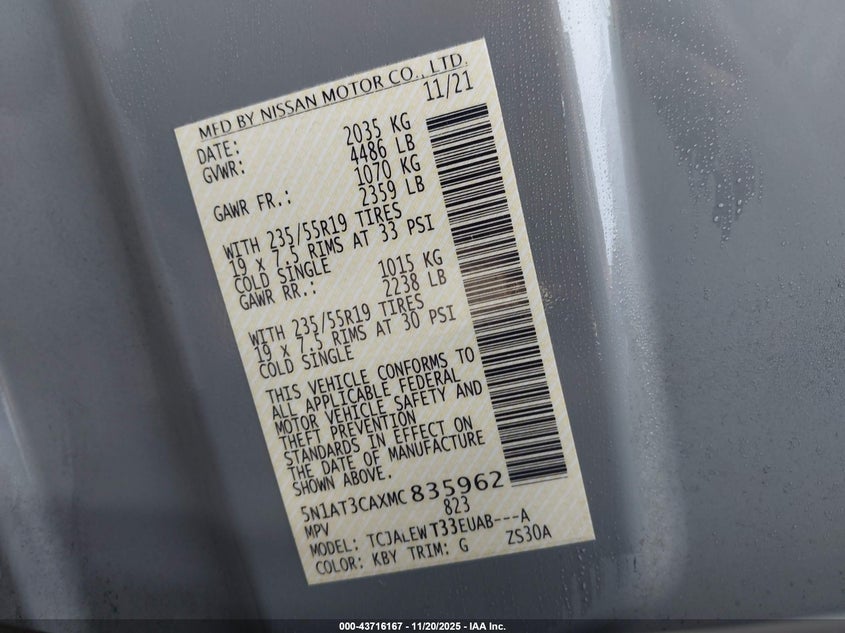 MFD BY NISSAN MOTOR CO., LTD.
DATE: 11/21
GVWR: 2035 KG
4486 LB
GAWR FR.: 1070 KG
2359 LB
WITH 235/55R19 TIRES
19 X 7.5 RIMS AT 33 PSI
COLD SINGLE
GAWR RR.: 1015 KG
2238 LB
WITH 235/55R19 TIRES
19 X 7.5 RIMS AT 30 PSI
COLD SINGLE
THIS VEHICLE CONFORMS TO
ALL APPLICABLE FEDERAL
MOTOR VEHICLE SAFETY AND
THEFT PREVENTION
STANDARDS IN EFFECT ON
THE DATE OF MANUFACTURE
SHOWN ABOVE.
5N1AT3CAXMC835962
MPV 823
MODEL: TCJALEWT33EUAB---A
COLOR: KBY TRIM: G ZS30A
000-43716167 - 11/20/2025 - IAA Inc.